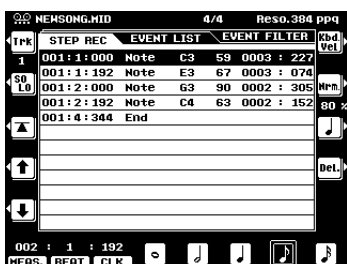 NEWSONG.MID 4/4 Reso.384 ppq
Trk STEP REC EVENT LIST EVENT FILTER Kbd. Vel
1 001:1:000 Note C3 59 0003 : 227
001:1:192 Note E3 67 0003 : 074
SO LO 001:2:000 Note G3 90 0002 : 305 Nrm.
001:2:192 Note C4 63 0002 : 152 80 %
001:4:344 End
Del.
002 : 1 : 192
MEAS. BEAT CLK